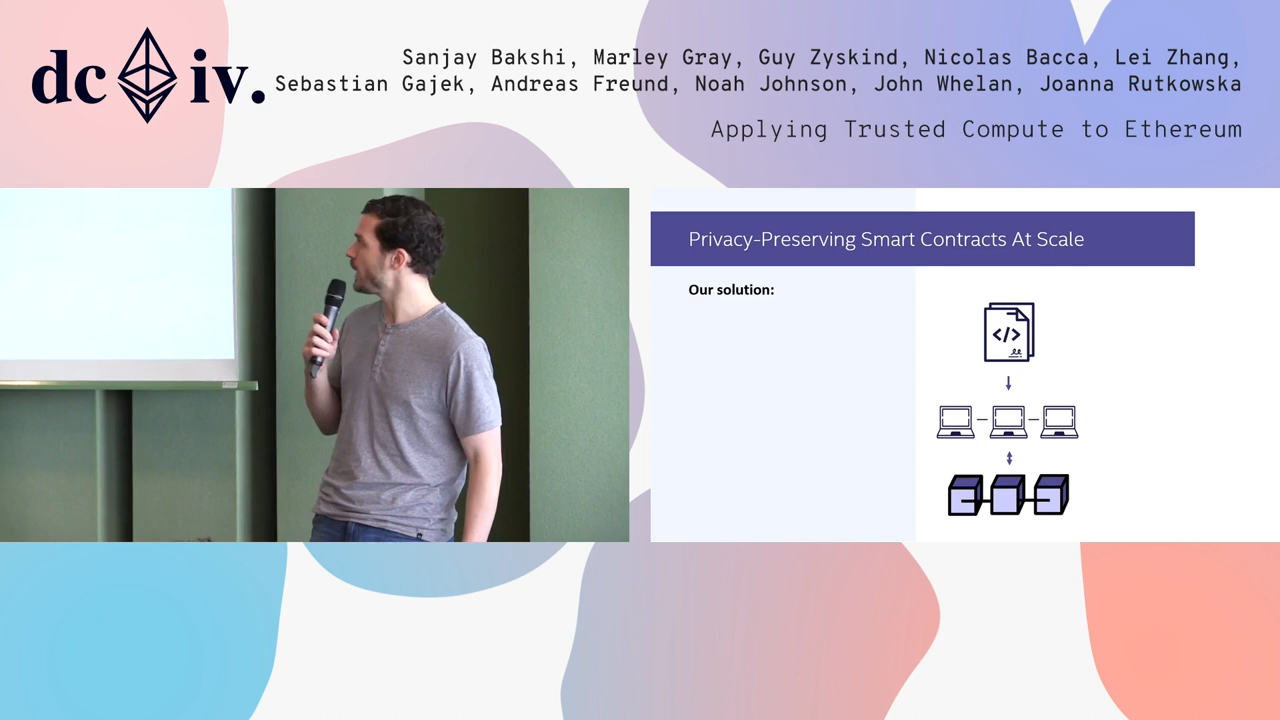 dc iv.
Sanjay Bakshi, Marley Gray, Guy Zyskind, Nicolas Bacca, Lei Zhang,
Sebastian Gajek, Andreas Freund, Noah Johnson, John Whelan, Joanna Rutkowska
Applying Trusted Compute to Ethereum
Privacy-Preserving Smart Contracts At Scale
Our solution:
</>